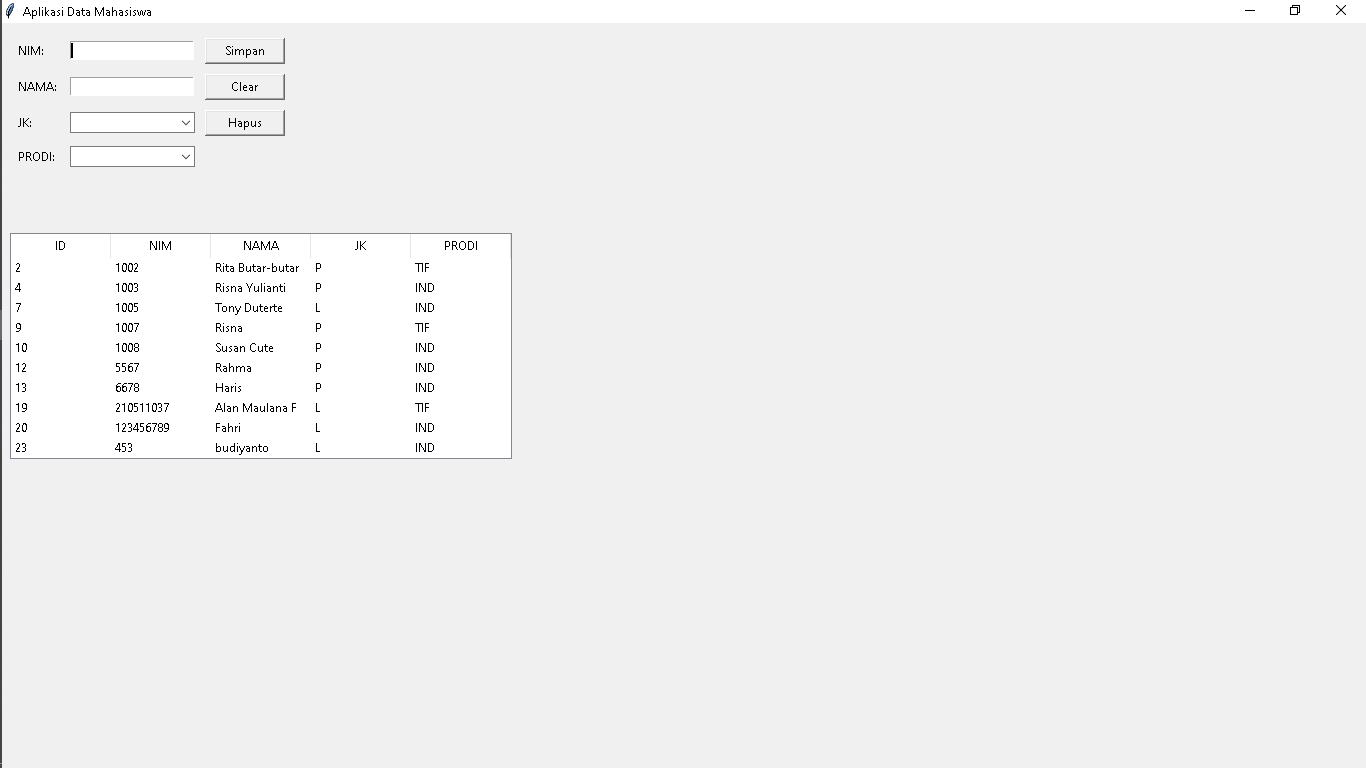 Aplikasi Data Mahasiswa
NIM: Simpan
NAMA: Clear
JK: Hapus
PRODI:
ID NIM NAMA JK PRODI
2 1002 Rita Butar-butar P TIF
4 1003 Risna Yulianti P IND
7 1005 Tony Duterte L IND
9 1007 Risna P TIF
10 1008 Susan Cute P IND
12 5567 Rahma P IND
13 6678 Haris P IND
19 210511037 Alan Maulana F L TIF
20 123456789 Fahri L IND
23 453 budiyanto L IND